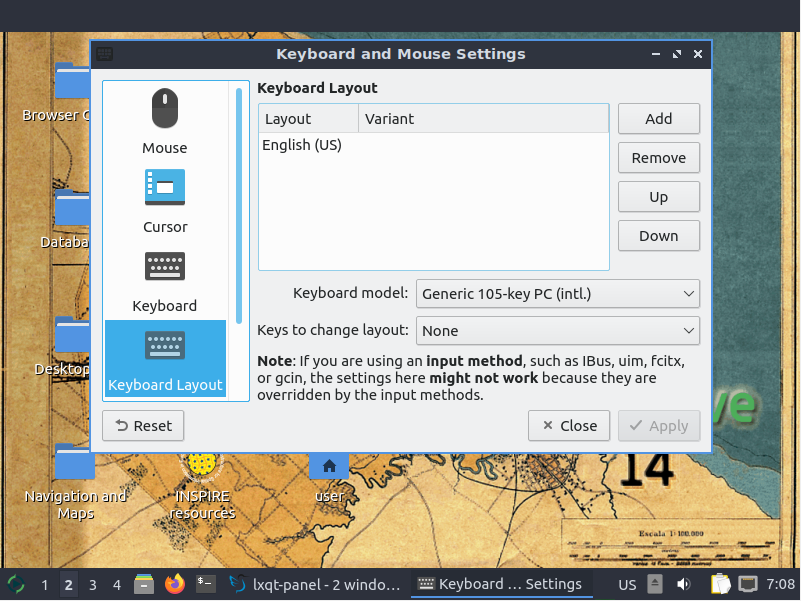 Keyboard and Mouse Settings
Mouse
Cursor
Keyboard
Keyboard Layout
Keyboard Layout
Layout Variant
English (US)
Add
Remove
Up
Down
Keyboard model: Generic 105-key PC (intl.)
Keys to change layout: None
Note: If you are using an input method, such as IBus, uim, fcitx,
or gcin, the settings here might not work because they are
overridden by the input methods.
Reset
Close
Apply
Browser
Desktop
14
Navigation and
Maps
INSPIRE
resources
user
Escala 1:100.000
1 2 3 4
lxqt-panel - 2 windo...
Keyboard ... Settings
US
7:08